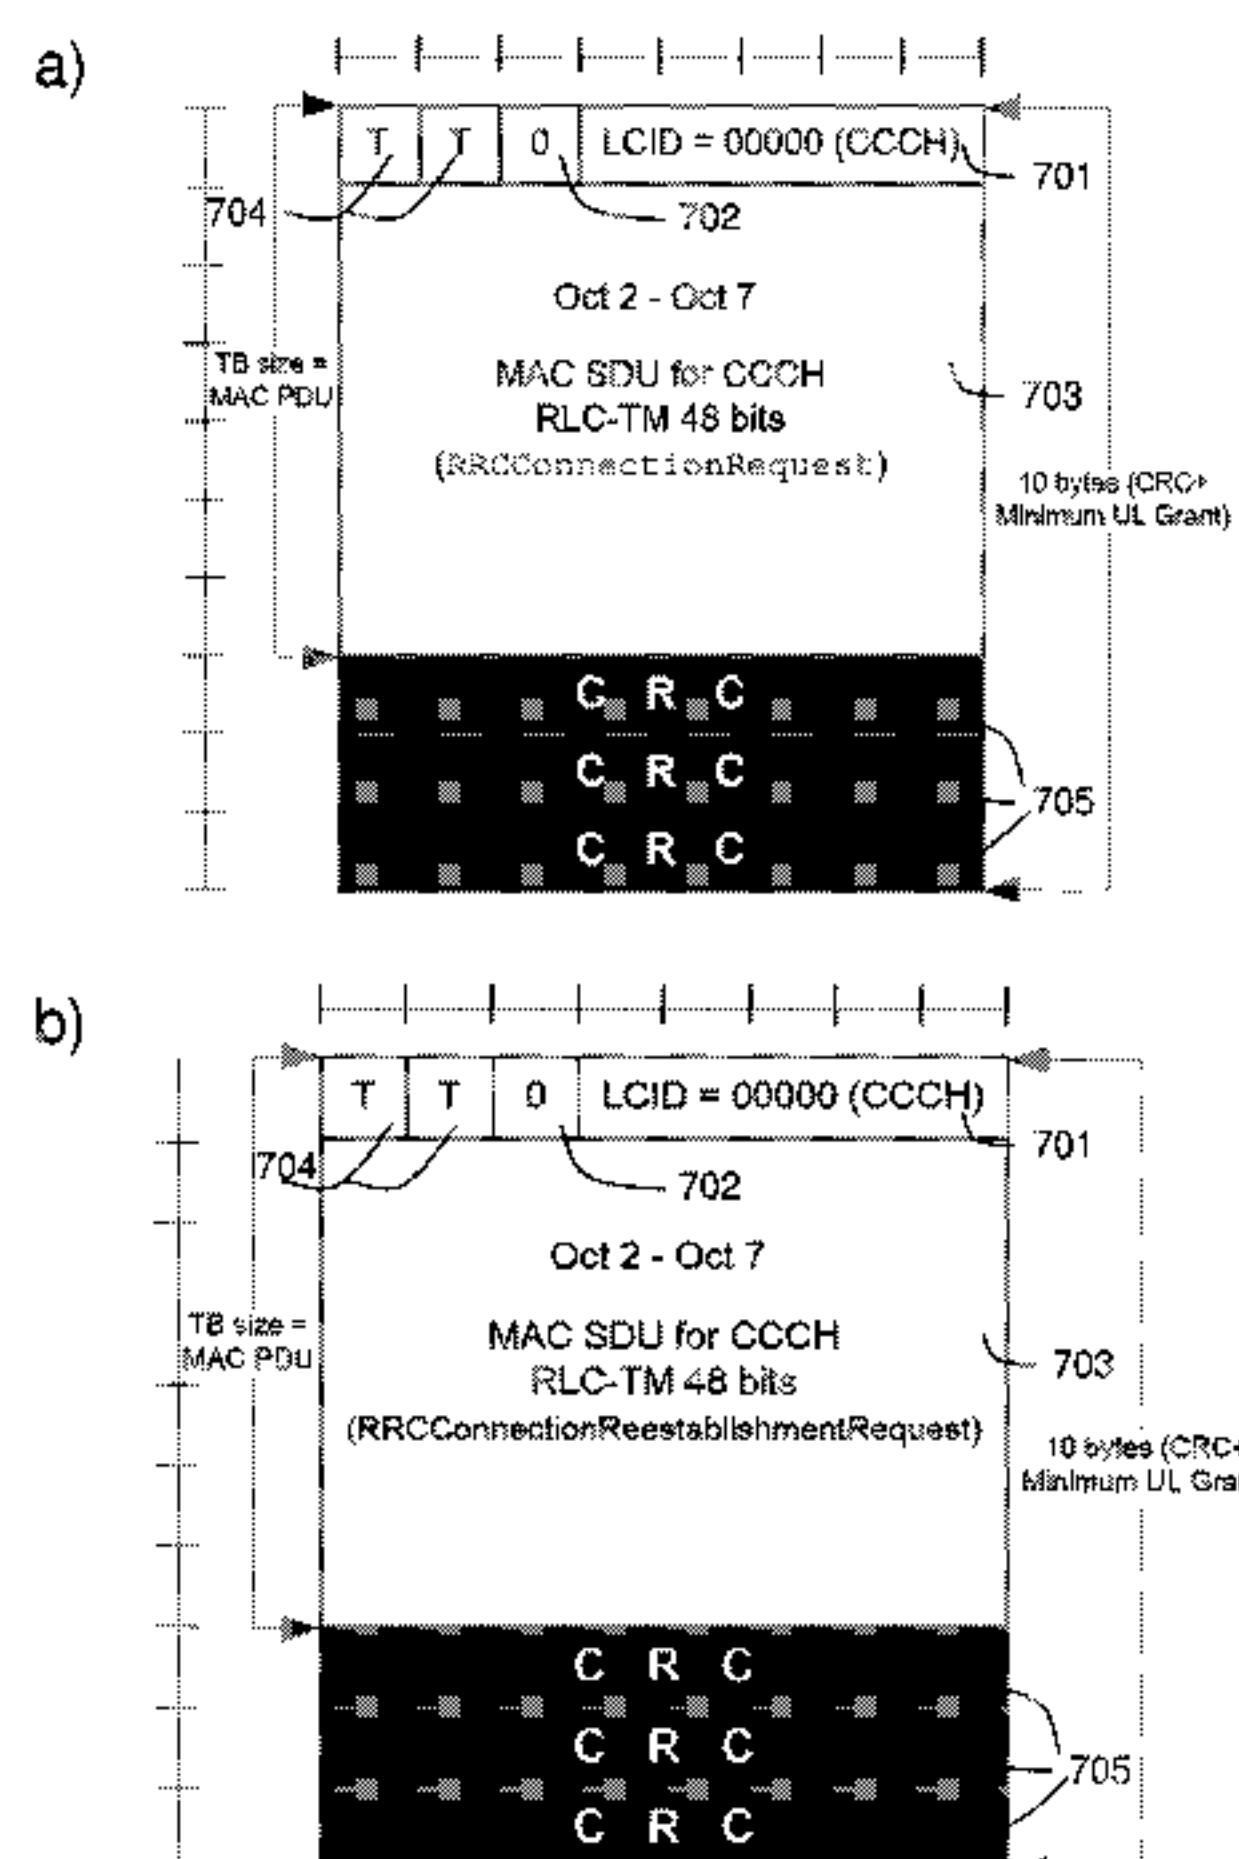 a)
T T 0 LCID = 00000 (CCCH)
701
704
702
Oct 2 - Oct 7
TB size =
MAC PDU
MAC SDU for CCCH
RLC-TM 48 bits
(RRCConnectionRequest)
703
10 bytes (CRC+
Minimum UL Grant)
C R C
C R C
705
C R C
b)
T T 0 LCID = 00000 (CCCH)
701
704
702
Oct 2 - Oct 7
TB size =
MAC PDU
MAC SDU for CCCH
RLC-TM 48 bits
(RRCConnectionReestablishmentRequest)
703
10 bytes (CRC+
Minimum UL Gra
C R C
C R C
705
C R C